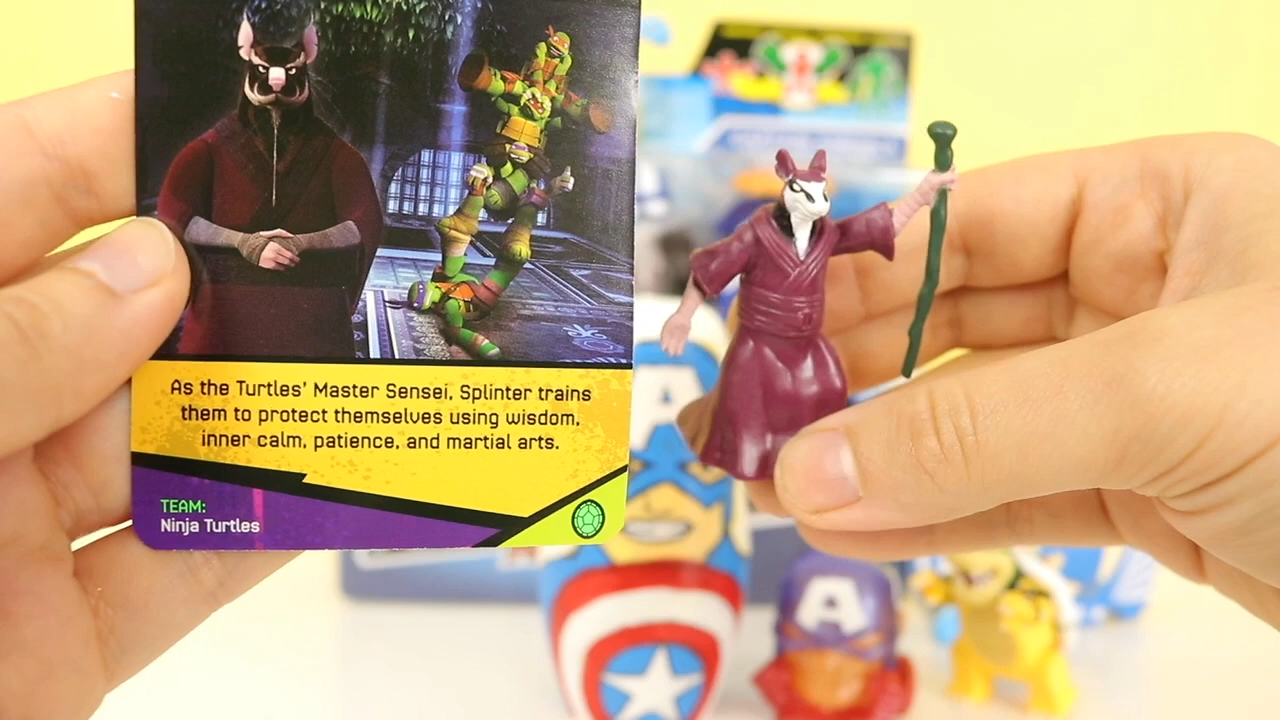 As the Turtles' Master Sensei, Splinter trains
them to protect themselves using wisdom,
inner calm, patience, and martial arts.
TEAM:
Ninja Turtles
A
A